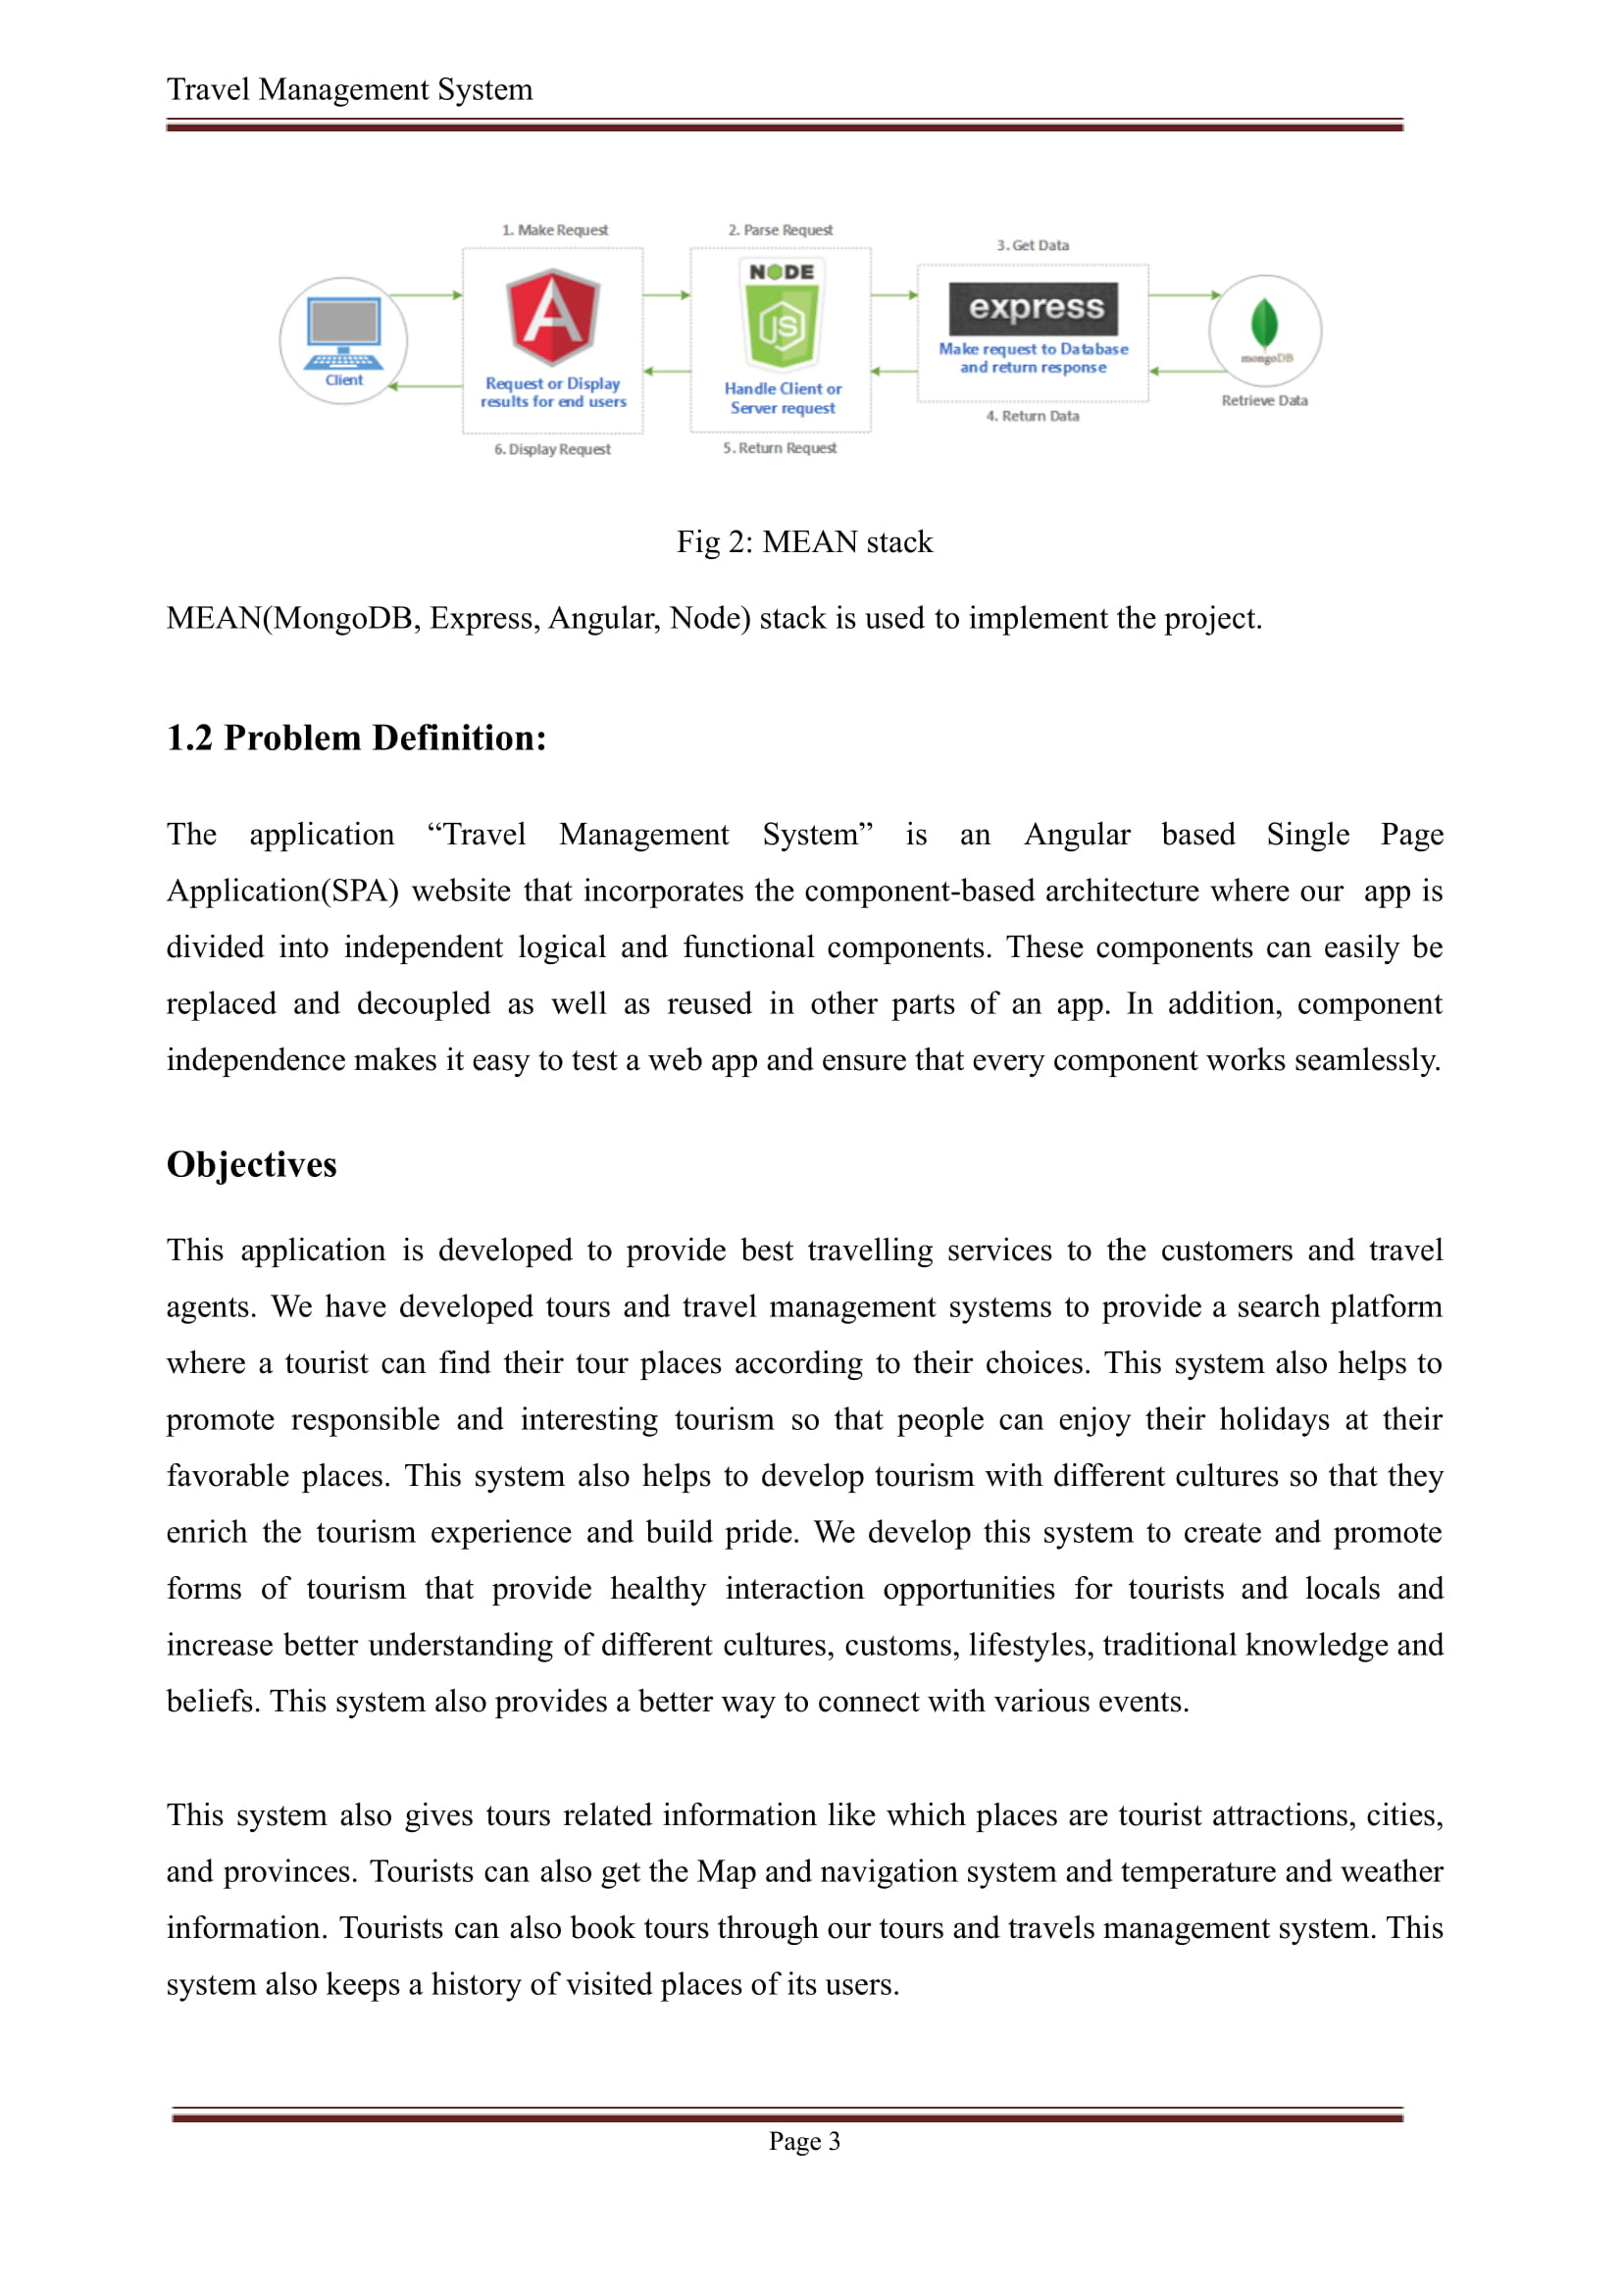 Travel Management System
1. Make Request
2. Parse Request
3. Get Data
NODE
JS
express
A
Make request to Database
and return response
mongoDB
Client
Request or Display
results for end users
Handle Client or
Server request
Retrieve Data
4. Return Data
6. Display Request
5. Return Request
Fig 2: MEAN stack
MEAN(MongoDB, Express, Angular, Node) stack is used to implement the project.
1.2 Problem Definition:
The application “Travel Management System” is an Angular based Single Page
Application(SPA) website that incorporates the component-based architecture where our app is
divided into independent logical and functional components. These components can easily be
replaced and decoupled as well as reused in other parts of an app. In addition, component
independence makes it easy to test a web app and ensure that every component works seamlessly.
Objectives
This application is developed to provide best travelling services to the customers and travel
agents. We have developed tours and travel management systems to provide a search platform
where a tourist can find their tour places according to their choices. This system also helps to
promote responsible and interesting tourism so that people can enjoy their holidays at their
favorable places. This system also helps to develop tourism with different cultures so that they
enrich the tourism experience and build pride. We develop this system to create and promote
forms of tourism that provide healthy interaction opportunities for tourists and locals and
increase better understanding of different cultures, customs, lifestyles, traditional knowledge and
beliefs. This system also provides a better way to connect with various events.
This system also gives tours related information like which places are tourist attractions, cities,
and provinces. Tourists can also get the Map and navigation system and temperature and weather
information. Tourists can also book tours through our tours and travels management system. This
system also keeps a history of visited places of its users.
Page 3